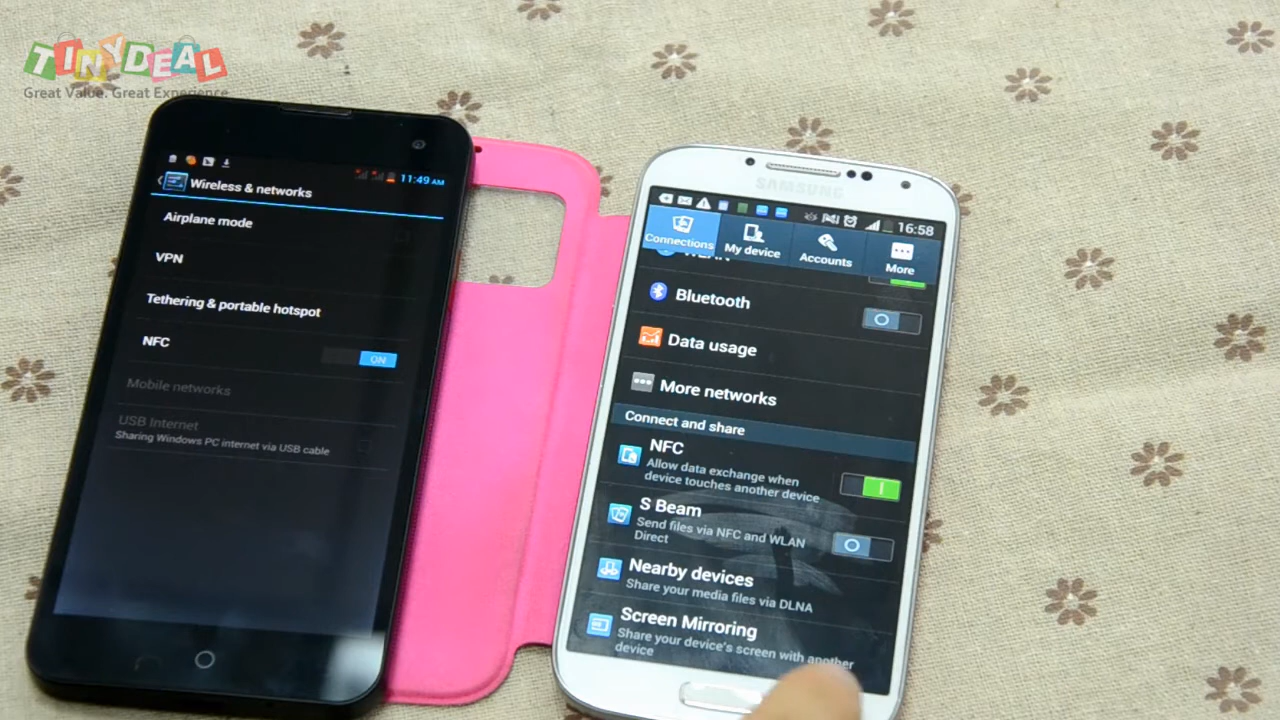 TINYDEAL
Great Value. Great Experience
11:49 AM
Wireless & networks
Airplane mode
VPN
Tethering & portable hotspot
NFC
ON
Mobile networks
USB Internet
Sharing Windows PC internet via USB cable
SAMSUNG
16:58
Connections
My device
Accounts
More
WLAN
Bluetooth
Data usage
More networks
Connect and share
NFC
Allow data exchange when
device touches another device
S Beam
Send files via NFC and WLAN
Direct
Nearby devices
Share your media files via DLNA
Screen Mirroring
Share your device's screen with another
device